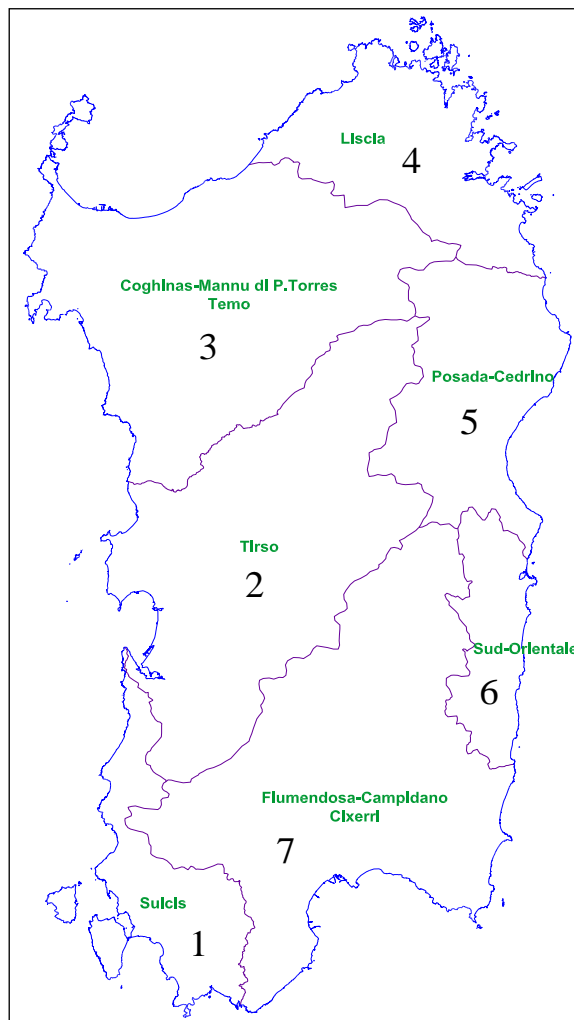 Liscia
4
Coghinas-Mannu di P.Torres
Temo
3
Posada-Cedrino
5
Tirso
2
Sud-Orientale
6
Flumendosa-Campidano
Cixerri
7
Sulcis
1